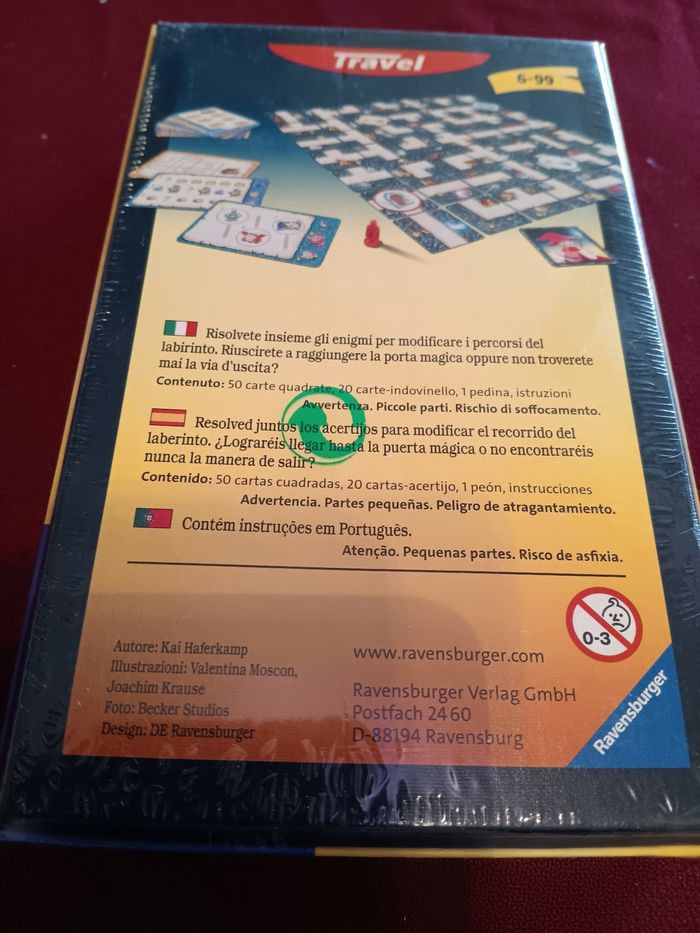 Travel
6-99
Risolvete insieme gli enigmi per modificare i percorsi del
labirinto. Riuscirete a raggiungere la porta magica oppure non troverete
mai la via d'uscita?
Contenuto: 50 carte quadrate, 20 carte-indovinello, 1 pedina, istruzioni
Avvertenza. Piccole parti. Rischio di soffocamento.
Resolved juntos los acertijos para modificar el recorrido del
laberinto. ¿Lograréis llegar hasta la puerta mágica o no encontraréis
nunca la manera de salir?
Contenido: 50 cartas cuadradas, 20 cartas-acertijo, 1 peón, instrucciones
Advertencia. Partes pequeñas. Peligro de atragantamiento.
Contém instruções em Português.
Atenção. Pequenas partes. Risco de asfixia.
0-3
Autore: Kai Haferkamp
Illustrazioni: Valentina Moscon,
Joachim Krause
Foto: Becker Studios
Design: DE Ravensburger
www.ravensburger.com
Ravensburger Verlag GmbH
Postfach 24 60
D-88194 Ravensburg
Ravensburger